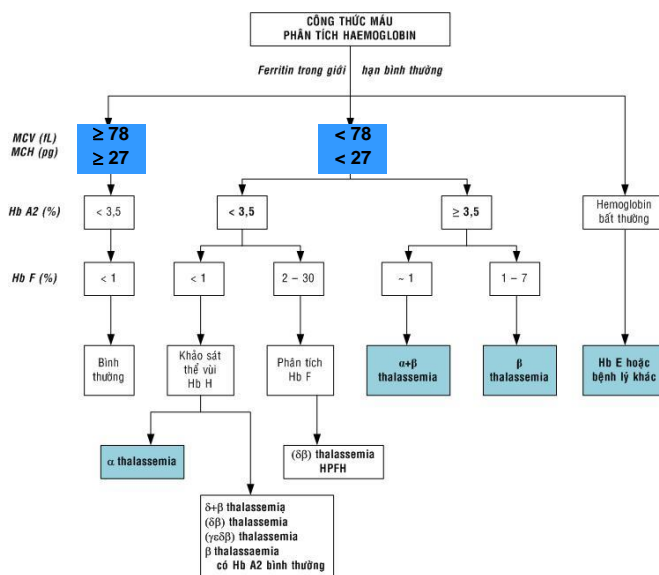 CÔNG THỨC MÁU
PHÂN TÍCH HAEMOGLOBIN
Ferritin trong giới hạn bình thường
MCV (fL)
MCH (pg)
≥ 78
≥ 27
< 78
< 27
Hb A2 (%)
< 3,5
< 3,5
≥ 3,5
Hemoglobin
bất thường
Hb F (%)
< 1
< 1
2 – 30
~ 1
1 – 7
Bình
thường
Khảo sát
thể vùi
Hb H
Phân tích
Hb F
α+β
thalassemia
β
thalassemia
Hb E hoặc
bệnh lý khác
α thalassemia
(δβ) thalassemia
HPFH
δ+β thalassemiạ
(δβ) thalassemia
(γεδβ) thalassemia
β thalassaemia
có Hb A2 bình thường